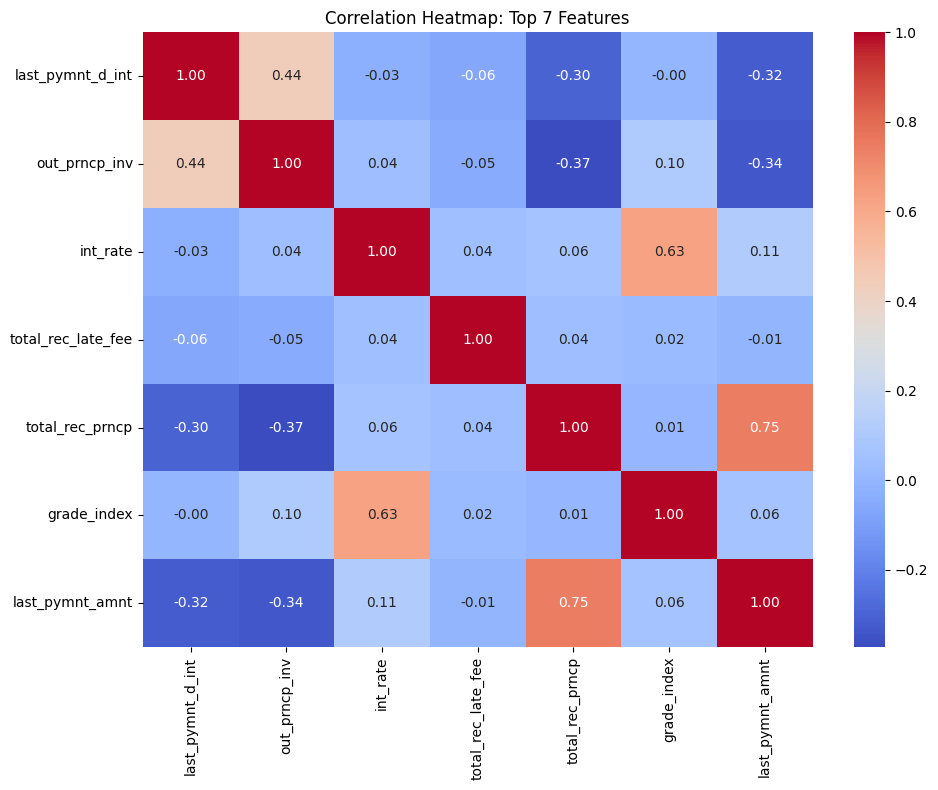 Correlation Heatmap: Top 7 Features
last_pymnt_d_int 1.00 0.44 -0.03 -0.06 -0.30 -0.00 -0.32
out_prncp_inv 0.44 1.00 0.04 -0.05 -0.37 0.10 -0.34
int_rate -0.03 0.04 1.00 0.04 0.06 0.63 0.11
total_rec_late_fee -0.06 -0.05 0.04 1.00 0.04 0.02 -0.01
total_rec_prncp -0.30 -0.37 0.06 0.04 1.00 0.01 0.75
grade_index -0.00 0.10 0.63 0.02 0.01 1.00 0.06
last_pymnt_amnt -0.32 -0.34 0.11 -0.01 0.75 0.06 1.00
last_pymnt_d_int
out_prncp_inv
int_rate
total_rec_late_fee
total_rec_prncp
grade_index
last_pymnt_amnt
1.0
0.8
0.6
0.4
0.2
0.0
−0.2